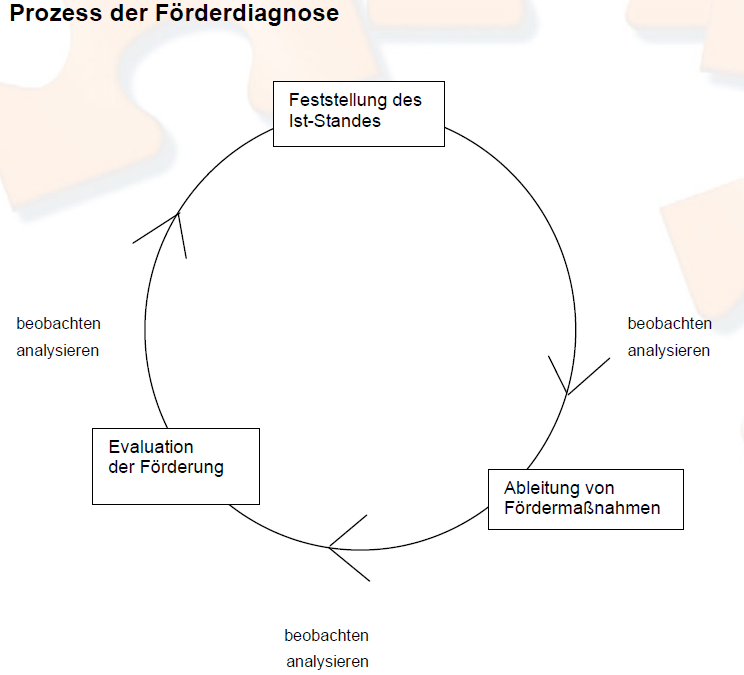 Prozess der Förderdiagnose
Feststellung des
Ist-Standes
beobachten
analysieren
beobachten
analysieren
Evaluation
der Förderung
Ableitung von
Fördermaßnahmen
beobachten
analysieren